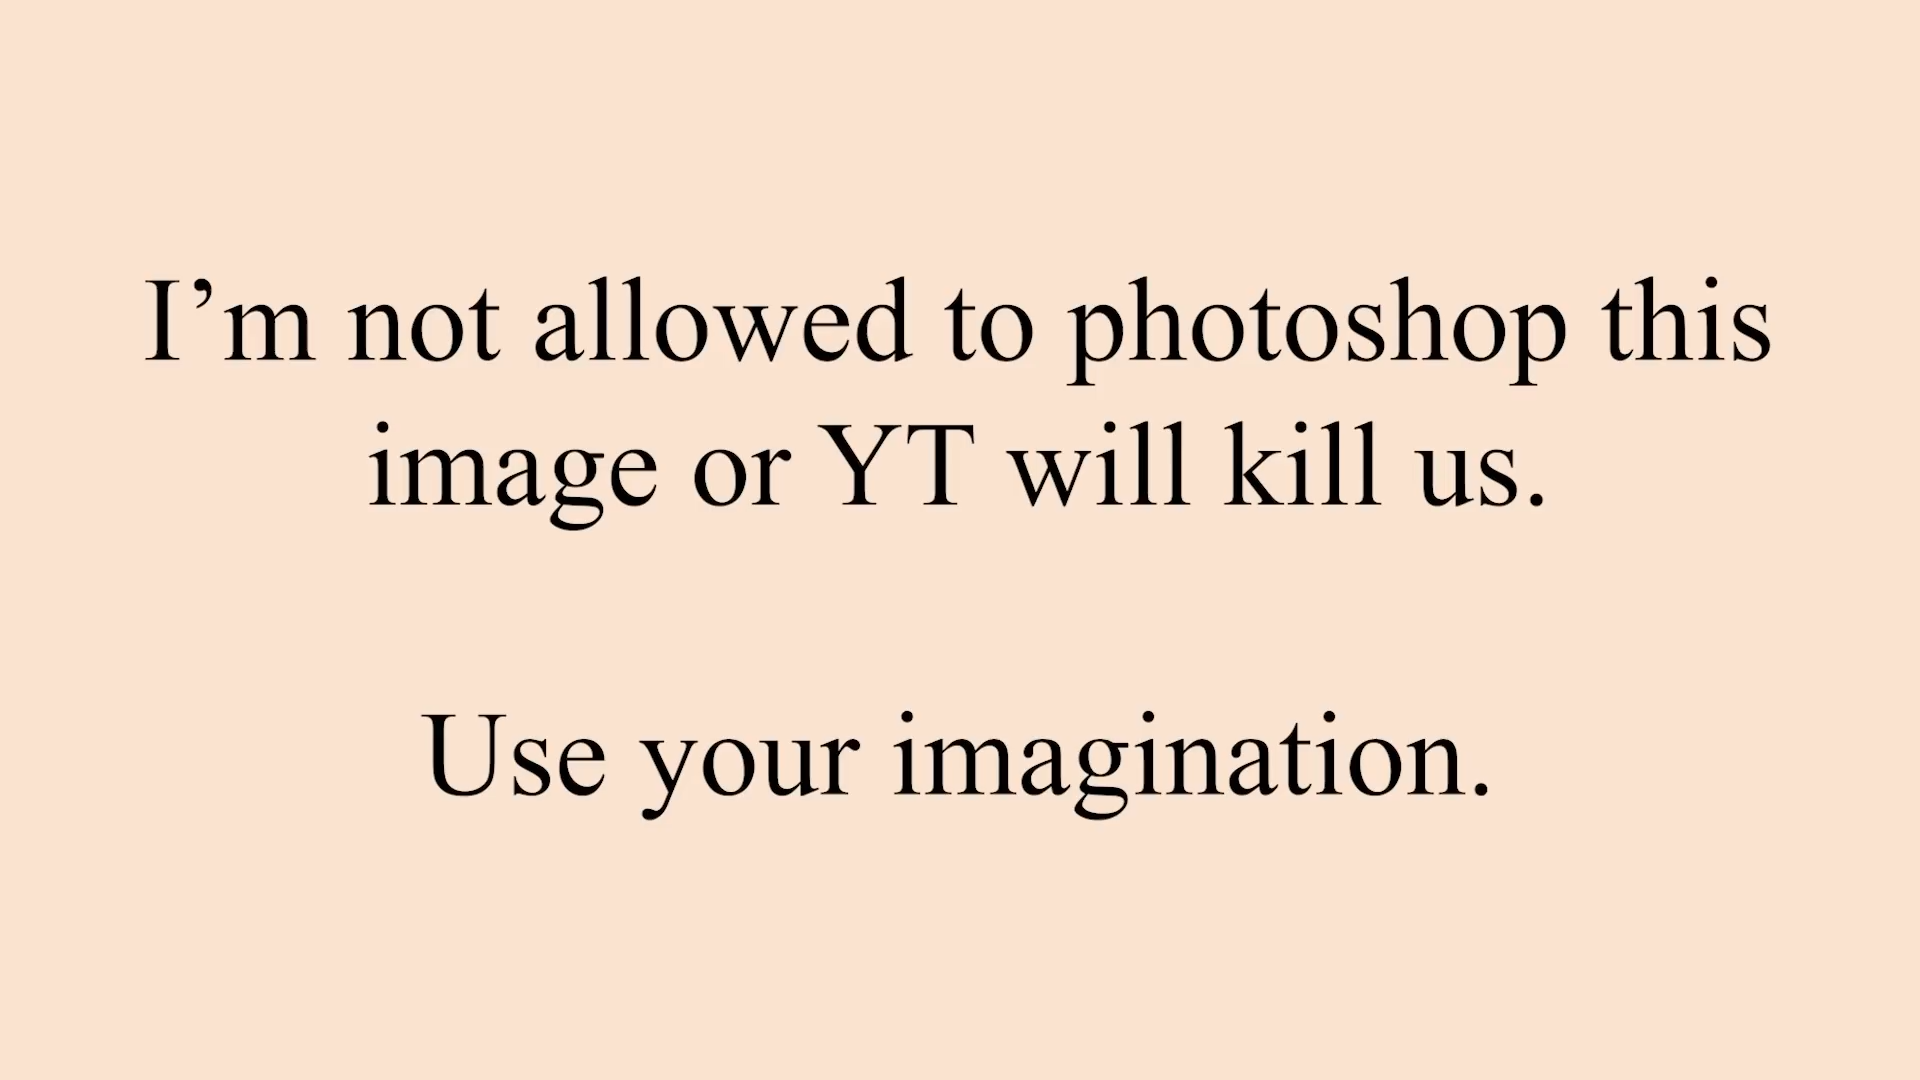 I’m not allowed to photoshop this
image or YT will kill us.
Use your imagination.